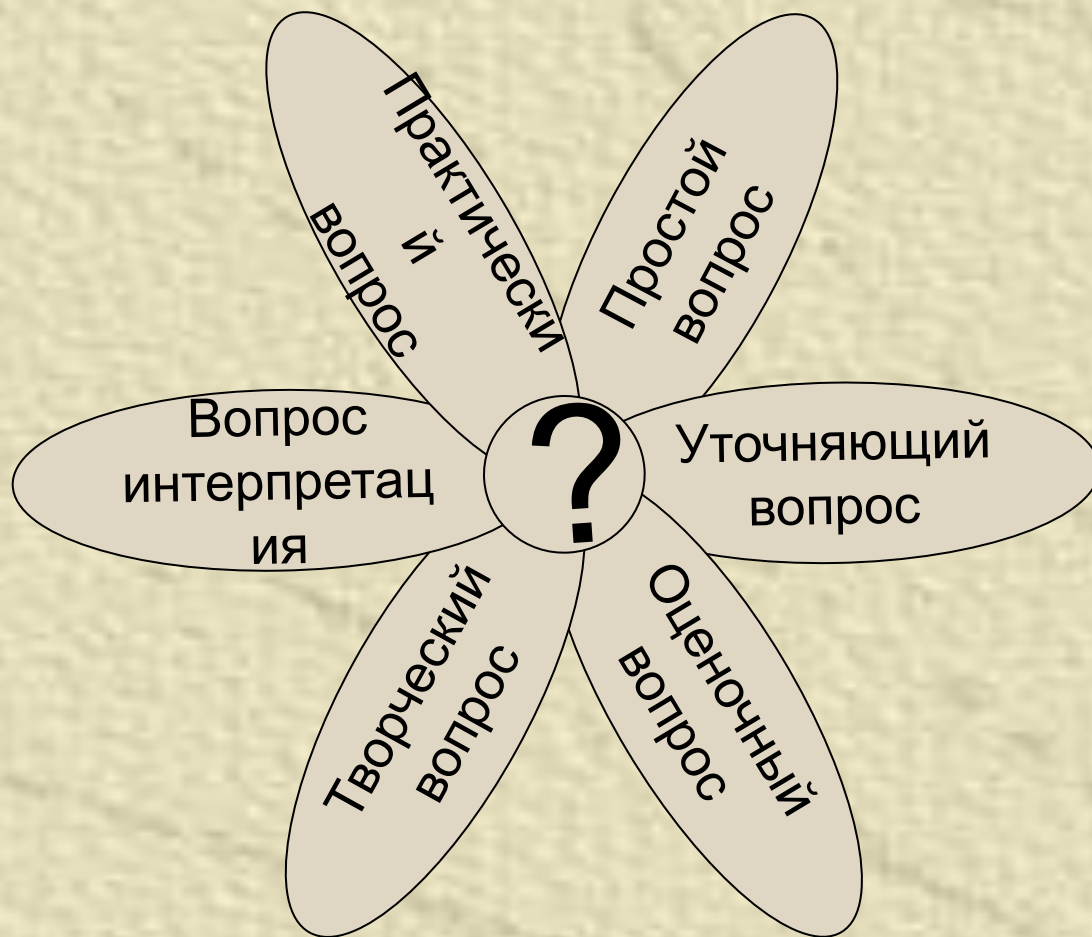 Практически
й
вопрос
Простой
вопрос
Вопрос
интерпретац
ия
?
Уточняющий
вопрос
Творческий
вопрос
Оценочный
вопрос